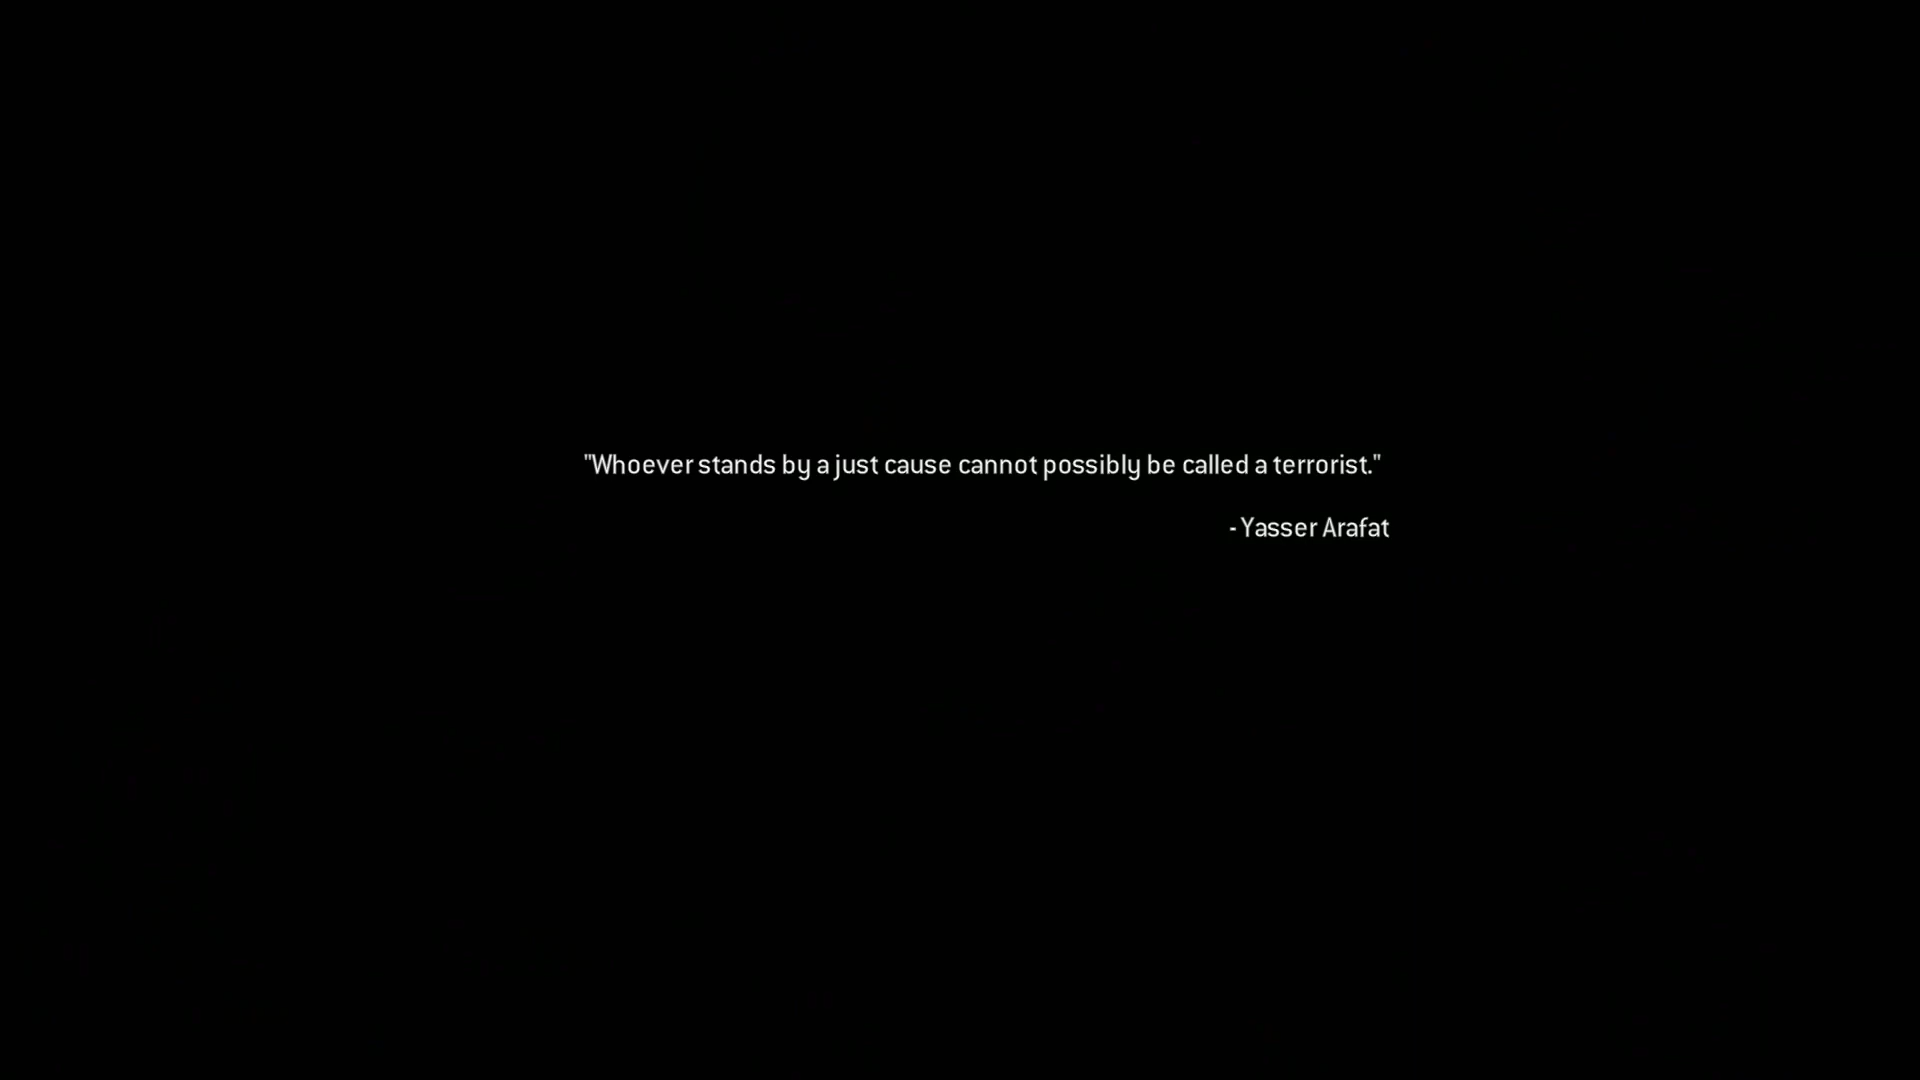 "Whoever stands by a just cause cannot possibly be called a terrorist."
- Yasser Arafat